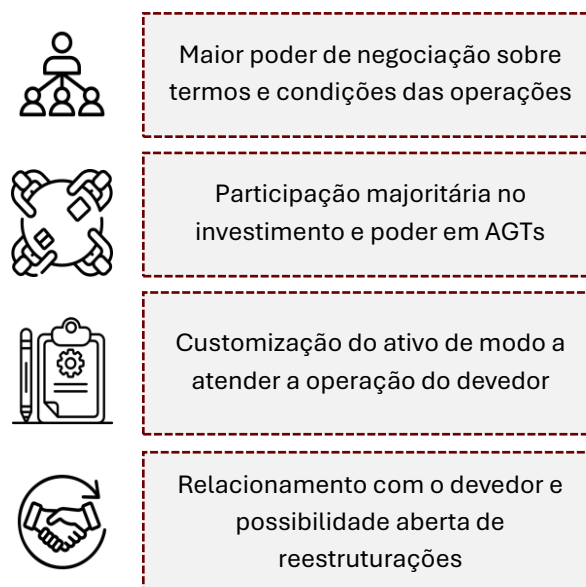 Maior poder de negociação sobre
termos e condições das operações
Participação majoritária no
investimento e poder em AGTs
Customização do ativo de modo a
atender a operação do devedor
Relacionamento com o devedor e
possibilidade aberta de
reestruturações